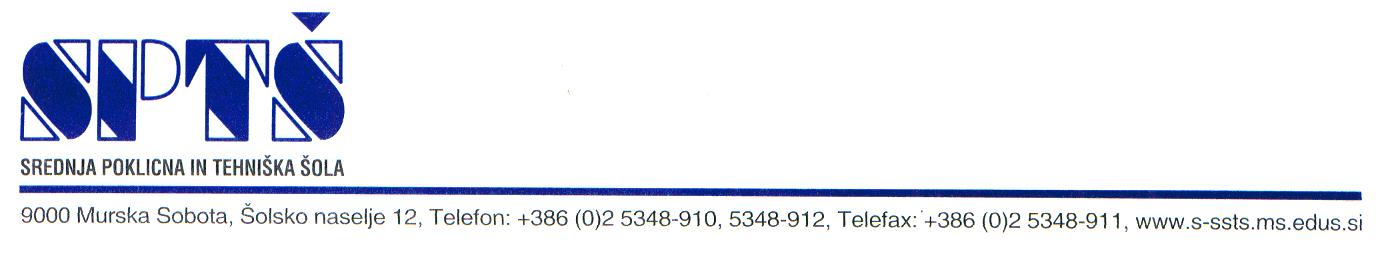 SPTŠ
SREDNJA POKLICNA IN TEHNIŠKA ŠOLA
9000 Murska Sobota, Šolsko naselje 12, Telefon: +386 (0)2 5348-910, 5348-912, Telefax: +386 (0)2 5348-911, www.s-ssts.ms.edus.si